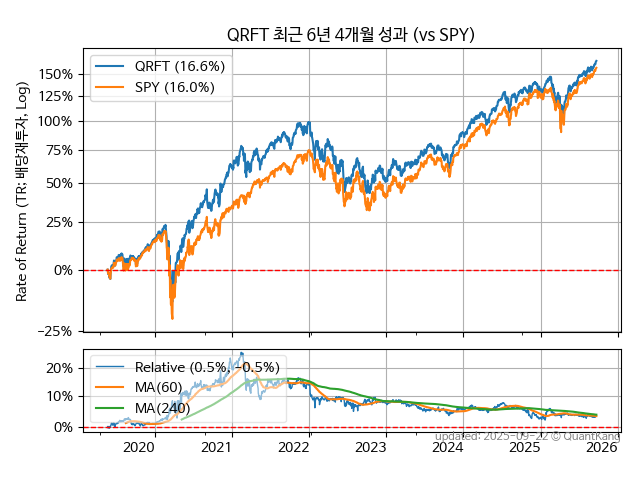 QRFT 최근 6년 4개월 성과 (vs SPY)
Rate of Return (TR: 배당재투자, Log)
150%
125%
100%
75%
50%
25%
0%
−25%
QRFT (16.6%)
SPY (16.0%)
20%
10%
0%
Relative (0.5%, −0.5%)
MA(60)
MA(240)
updated: 2025-09-22 © QuantKang
2020 2021 2022 2023 2024 2025 2026